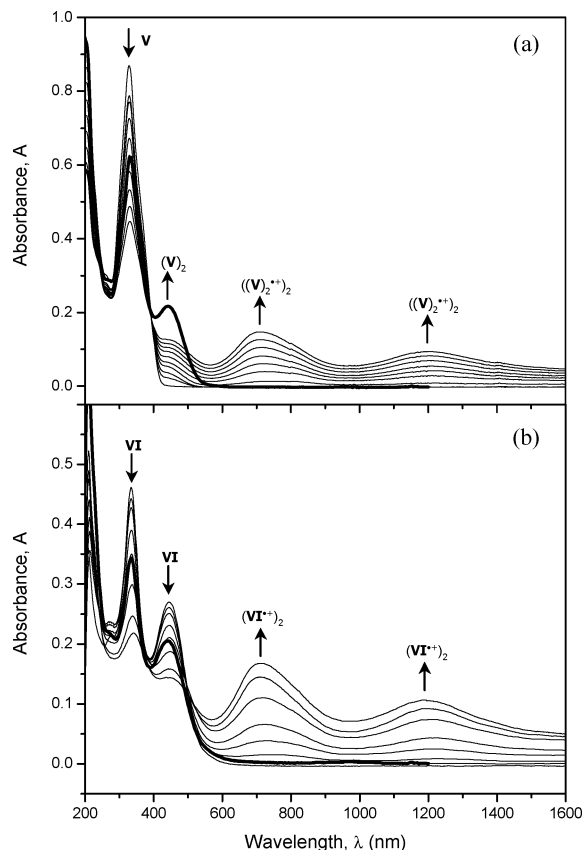 (a)
V
(V)₂
((V)₂•+)₂
((V)₂•+)₂
Absorbance, A
1.0
0.8
0.6
0.4
0.2
0.0
(b)
VI
VI
(VI•+)₂
(VI•+)₂
Absorbance, A
0.5
0.4
0.3
0.2
0.1
0.0
200 400 600 800 1000 1200 1400 1600
Wavelength, λ (nm)